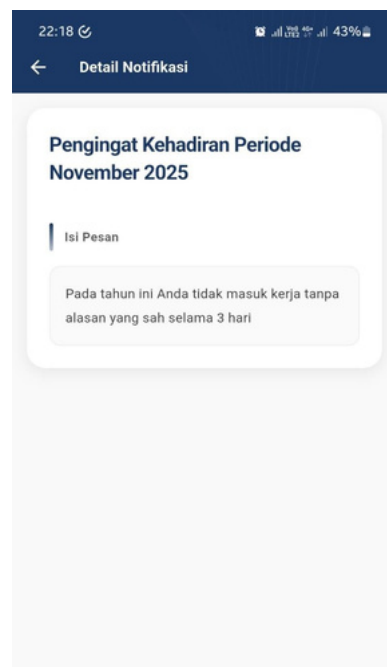 22:18
43%
Detail Notifikasi
Pengingat Kehadiran Periode
November 2025
Isi Pesan
Pada tahun ini Anda tidak masuk kerja tanpa
alasan yang sah selama 3 hari